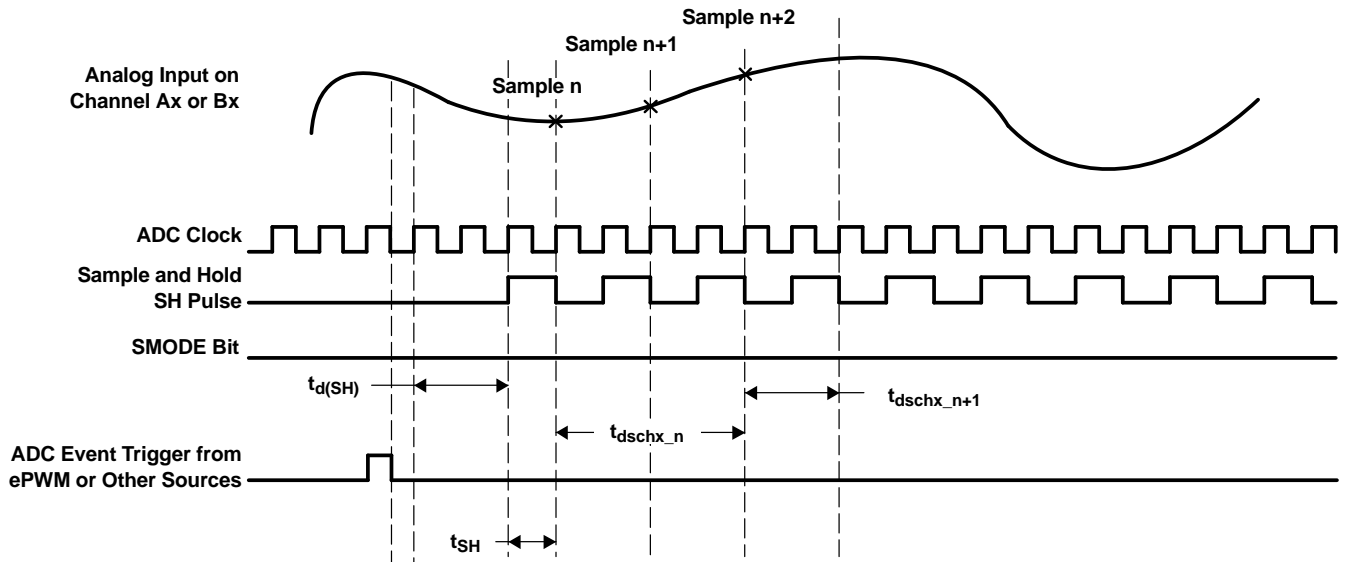 Sample n+2
Sample n+1
Sample n
Analog Input on
Channel Ax or Bx
ADC Clock
Sample and Hold
SH Pulse
SMODE Bit
td(SH)
tdschx_n+1
tdschx_n
ADC Event Trigger from
ePWM or Other Sources
tSH